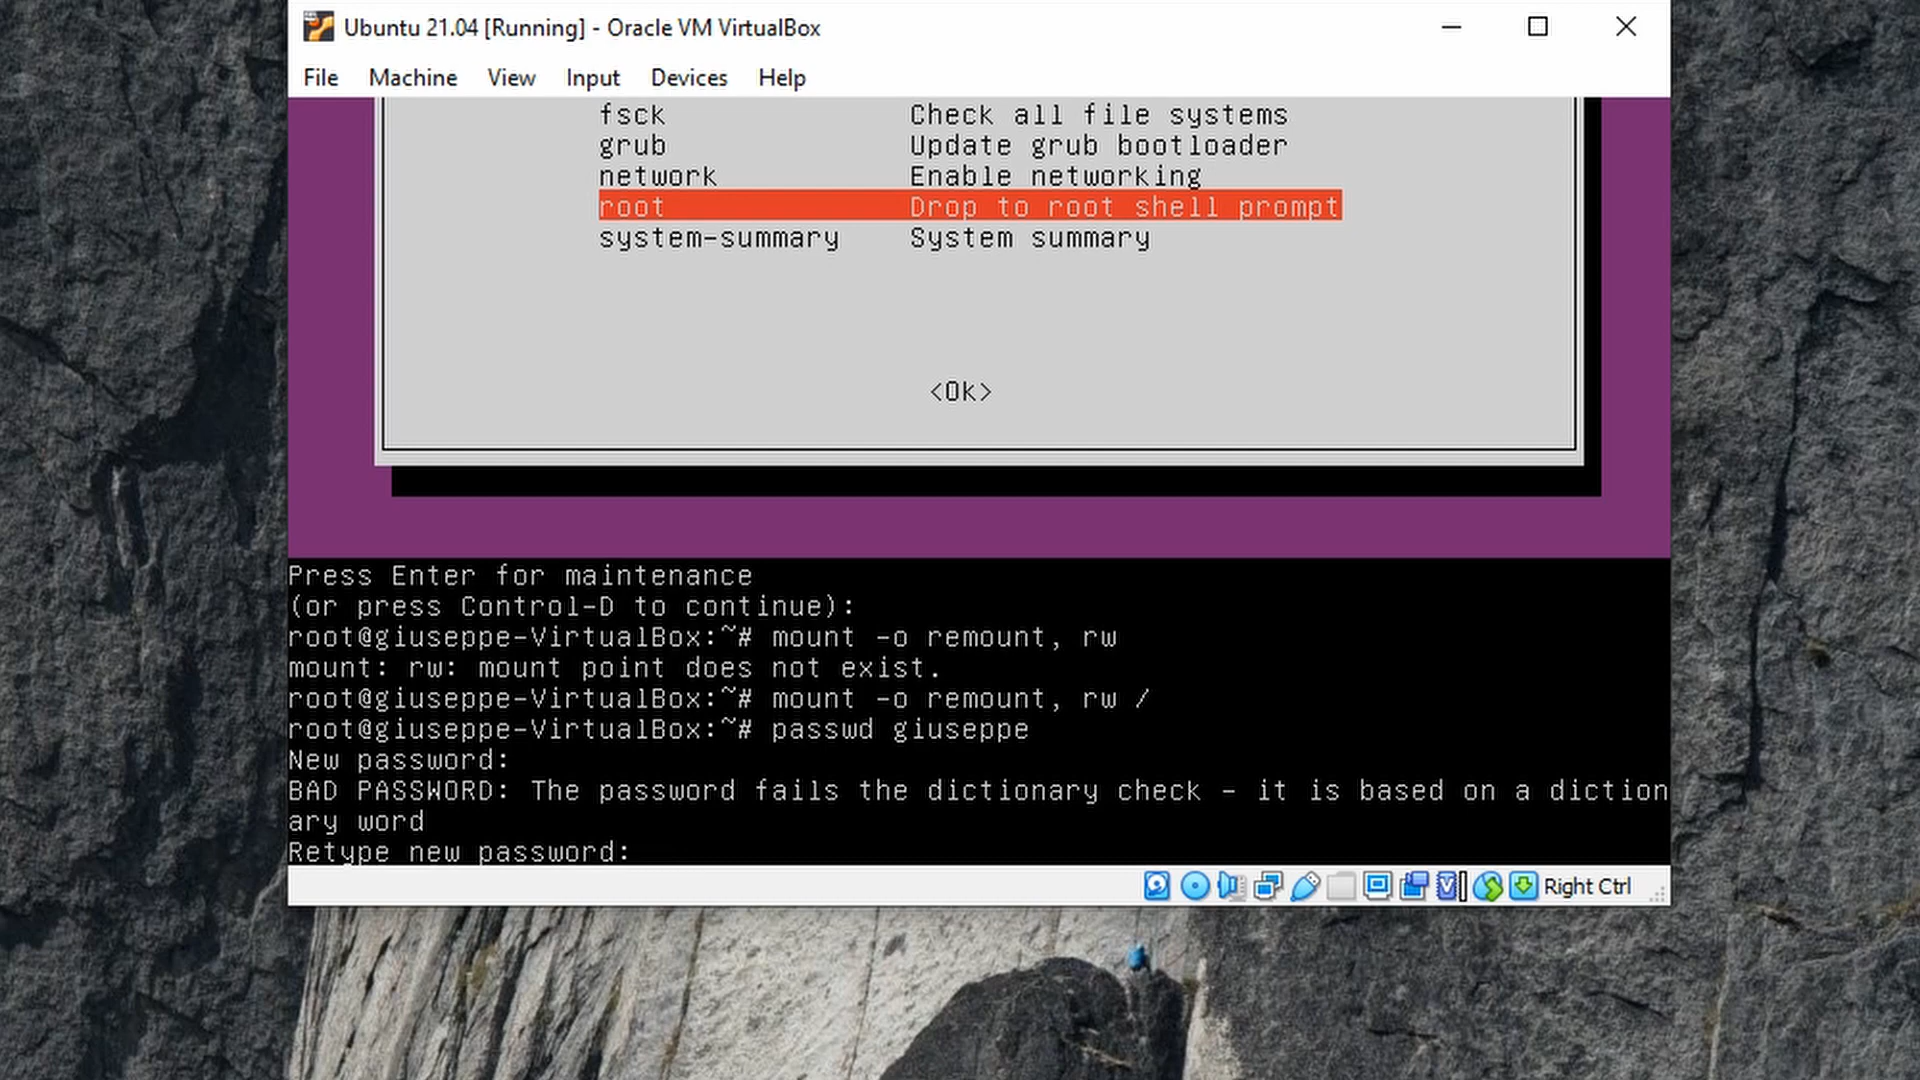 Ubuntu 21.04 [Running] - Oracle VM VirtualBox
File Machine View Input Devices Help
fsck Check all file systems
grub Update grub bootloader
network Enable networking
root Drop to root shell prompt
system-summary System summary
<Ok>
Press Enter for maintenance
(or press Control-D to continue):
root@giuseppe-VirtualBox:~# mount -o remount, rw
mount: rw: mount point does not exist.
root@giuseppe-VirtualBox:~# mount -o remount, rw /
root@giuseppe-VirtualBox:~# passwd giuseppe
New password:
BAD PASSWORD: The password fails the dictionary check - it is based on a diction
ary word
Retype new password:
Right Ctrl